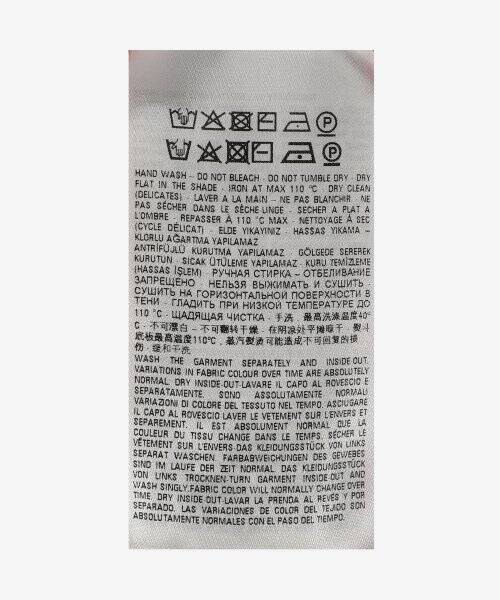 HAND WASH – DO NOT BLEACH - DO NOT TUMBLE DRY - DRY
FLAT IN THE SHADE - IRON AT MAX 110 °C - DRY CLEAN
(DELICATES) - LAVER A LA MAIN – NE PAS BLANCHIR - NE
PAS SÉCHER DANS LE SÈCHE-LINGE - SÉCHER A PLAT À
L'OMBRE - REPASSER À 110 °C MAX - NETTOYAGE À SEC
(CYCLE DÉLICAT) - ELDE YIKAYINIZ - HASSAS YIKAMA –
KLORLU AĞARTMA YAPILAMAZ
ANTRİFÜJLÜ KURUTMA YAPILAMAZ - GÖLGEDE SEREREK
KURUTUN - SICAK ÜTÜLEME YAPILAMAZ - KURU TEMİZLEME
(HASSAS İŞLEM) - РУЧНАЯ СТИРКА – ОТБЕЛИВАНИЕ
ЗАПРЕЩЕНО - НЕЛЬЗЯ ВЫЖИМАТЬ И СУШИТЬ -
СУШИТЬ НА ГОРИЗОНТАЛЬНОЙ ПОВЕРХНОСТИ В
ТЕНИ - ГЛАДИТЬ ПРИ НИЗКОЙ ТЕМПЕРАТУРЕ ДО
110 °C - ЩАДЯЩАЯ ЧИСТКА - 手洗, 最高洗涤温度40°
C - 不可漂白 – 不可翻转干燥 - 在阴凉处平摊晾干 - 熨斗
底板最高温度110°C, 蒸汽熨烫可能造成不可回复的损
伤 - 缓和干洗
WASH THE GARMENT SEPARATELY AND INSIDE-OUT.
VARIATIONS IN FABRIC COLOUR OVER TIME ARE ABSOLUTELY
NORMAL. DRY INSIDE-OUT-LAVARE IL CAPO AL ROVESCIO E
SEPARATAMENTE. SONO ASSOLUTAMENTE NORMALI
VARIAZIONI DI COLORE DEL TESSUTO NEL TEMPO. ASCIUGARE
IL CAPO AL ROVESCIO-LAVER LE VETEMENT SUR L'ENVERS ET
SEPAREMENT. IL EST ABSOLUMENT NORMAL QUE LA
COULEUR DU TISSU CHANGE DANS LE TEMPS. SÉCHER LE
VÊTEMENT SUR L'ENVERS-DAS KLEIDUNGSSTÜCK VON LINKS
SEPARAT WASCHEN. FARBABWEICHUNGEN DES GEWEBES
SIND IM LAUFE DER ZEIT NORMAL. DAS KLEIDUNGSSTÜCK
VON LINKS TROCKNEN-TURN GARMENT INSIDE-OUT AND
WASH SINGLY.FABRIC COLOR WILL NORMALLY CHANGE OVER
TIME. DRY INSIDE-OUT-LAVAR LA PRENDA AL REVÉS Y POR
SEPARADO. LAS VARIACIONES DE COLOR DEL TEJIDO SON
ABSOLUTAMENTE NORMALES CON EL PASO DEL TIEMPO.